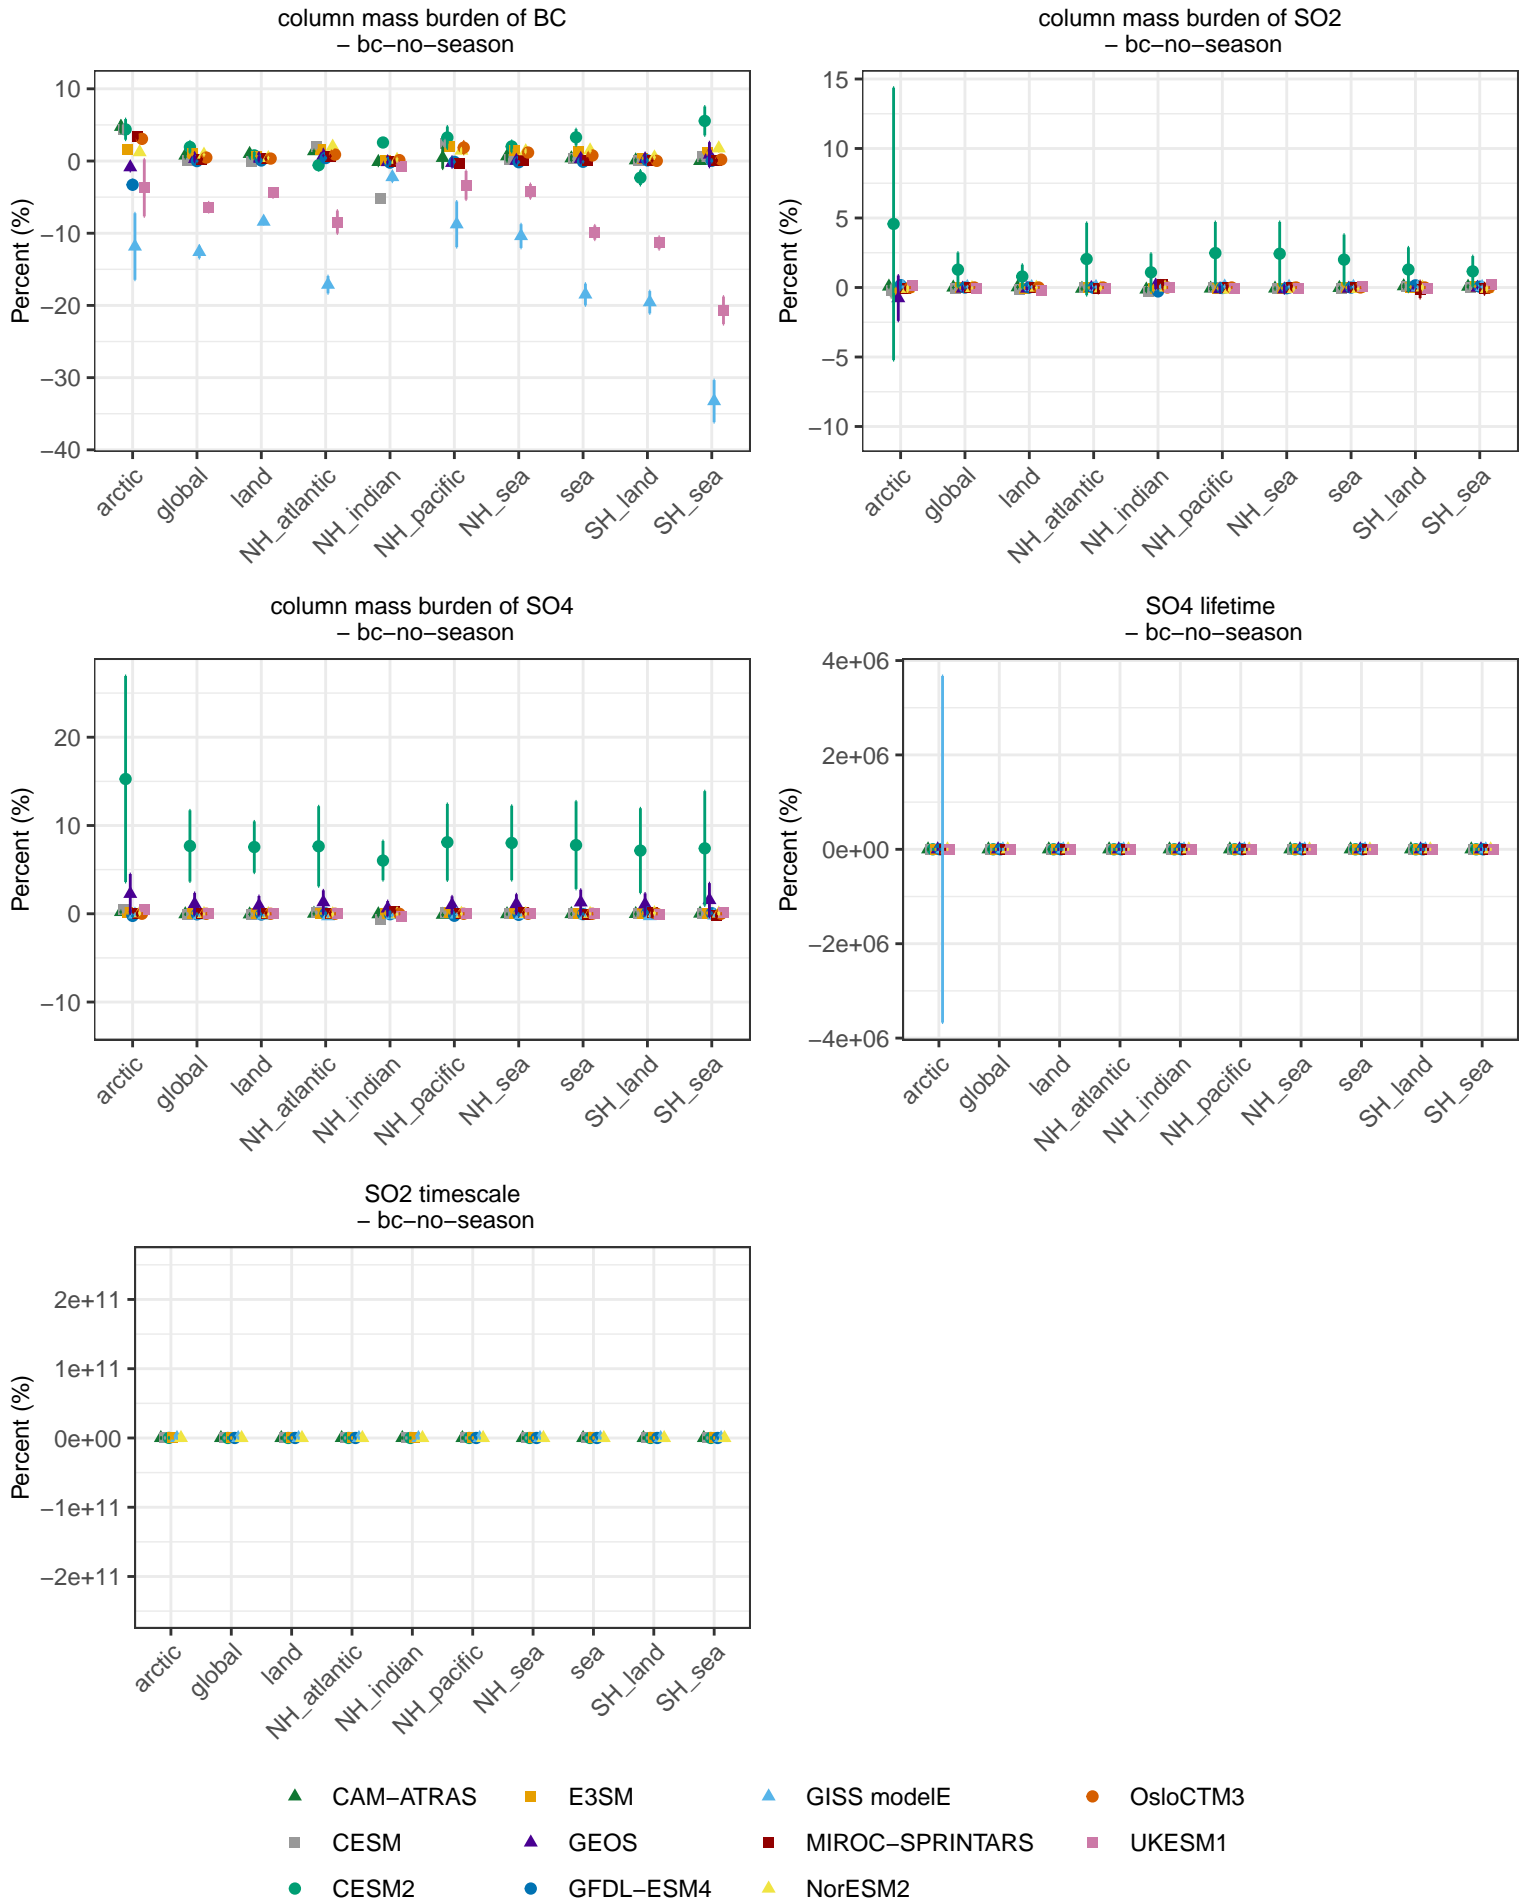 column mass burden of BC
− bc−no−season
Percent (%)
10
0
−10
−20
−30
−40
arctic
global
land
NH_atlantic
NH_indian
NH_pacific
NH_sea
sea
SH_land
SH_sea
column mass burden of SO2
− bc−no−season
Percent (%)
15
10
5
0
−5
−10
arctic
global
land
NH_atlantic
NH_indian
NH_pacific
NH_sea
sea
SH_land
SH_sea
column mass burden of SO4
− bc−no−season
Percent (%)
20
10
0
−10
arctic
global
land
NH_atlantic
NH_indian
NH_pacific
NH_sea
sea
SH_land
SH_sea
SO4 lifetime
− bc−no−season
Percent (%)
4e+06
2e+06
0e+00
−2e+06
−4e+06
arctic
global
land
NH_atlantic
NH_indian
NH_pacific
NH_sea
sea
SH_land
SH_sea
SO2 timescale
− bc−no−season
Percent (%)
2e+11
1e+11
0e+00
−1e+11
−2e+11
arctic
global
land
NH_atlantic
NH_indian
NH_pacific
NH_sea
sea
SH_land
SH_sea
CAM−ATRAS
CESM
CESM2
E3SM
GEOS
GFDL−ESM4
GISS modelE
MIROC−SPRINTARS
NorESM2
OsloCTM3
UKESM1